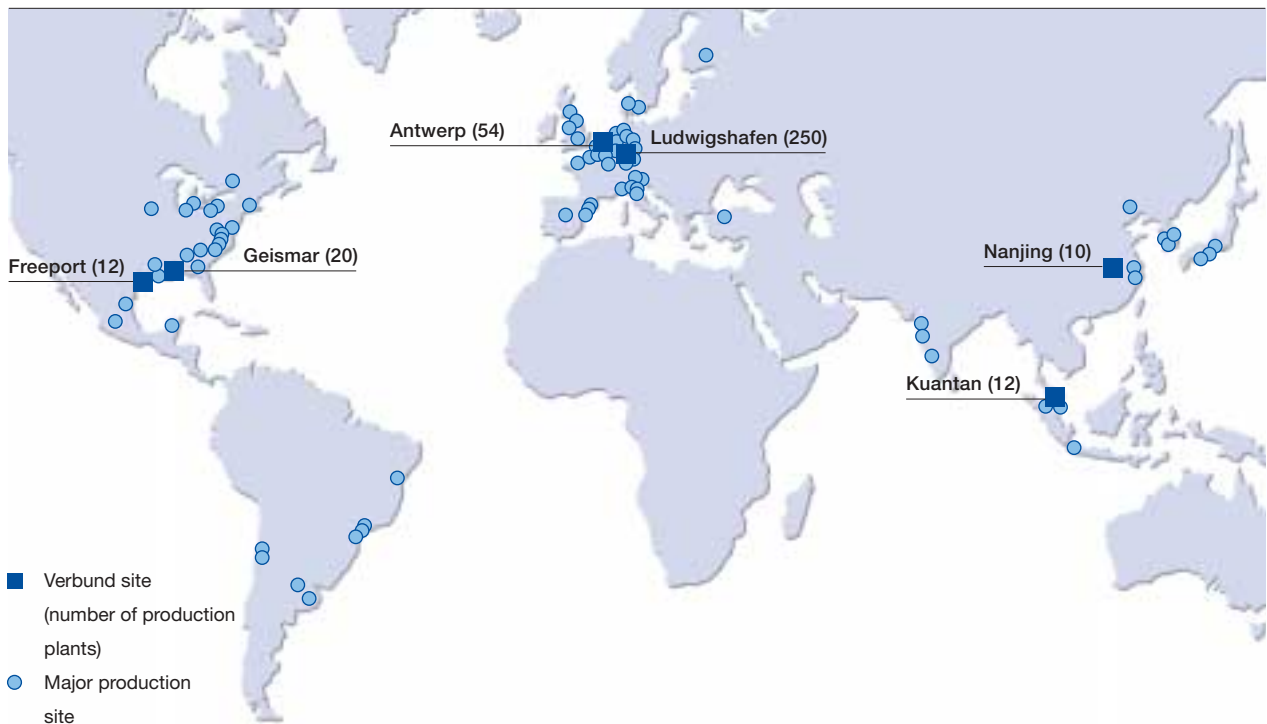 Antwerp (54)
Ludwigshafen (250)
Geismar (20)
Freeport (12)
Nanjing (10)
Kuantan (12)
Verbund site
(number of production
plants)
Major production
site